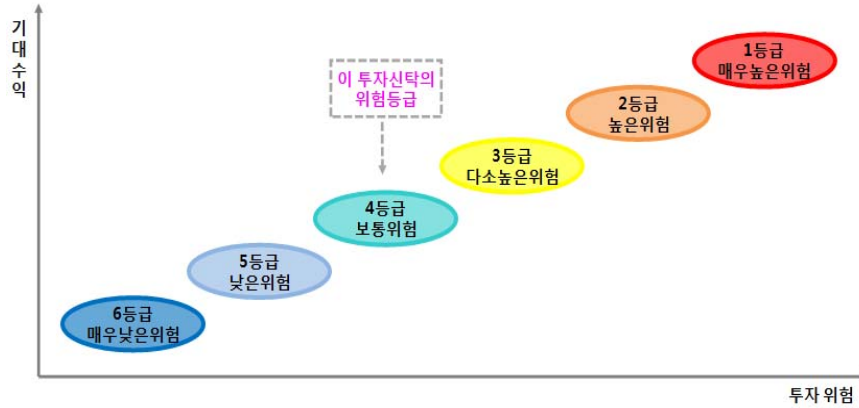 기대수익
1등급
매우높은위험
이 투자신탁의
위험등급
2등급
높은위험
3등급
다소높은위험
4등급
보통위험
5등급
낮은위험
6등급
매우낮은위험
투자 위험